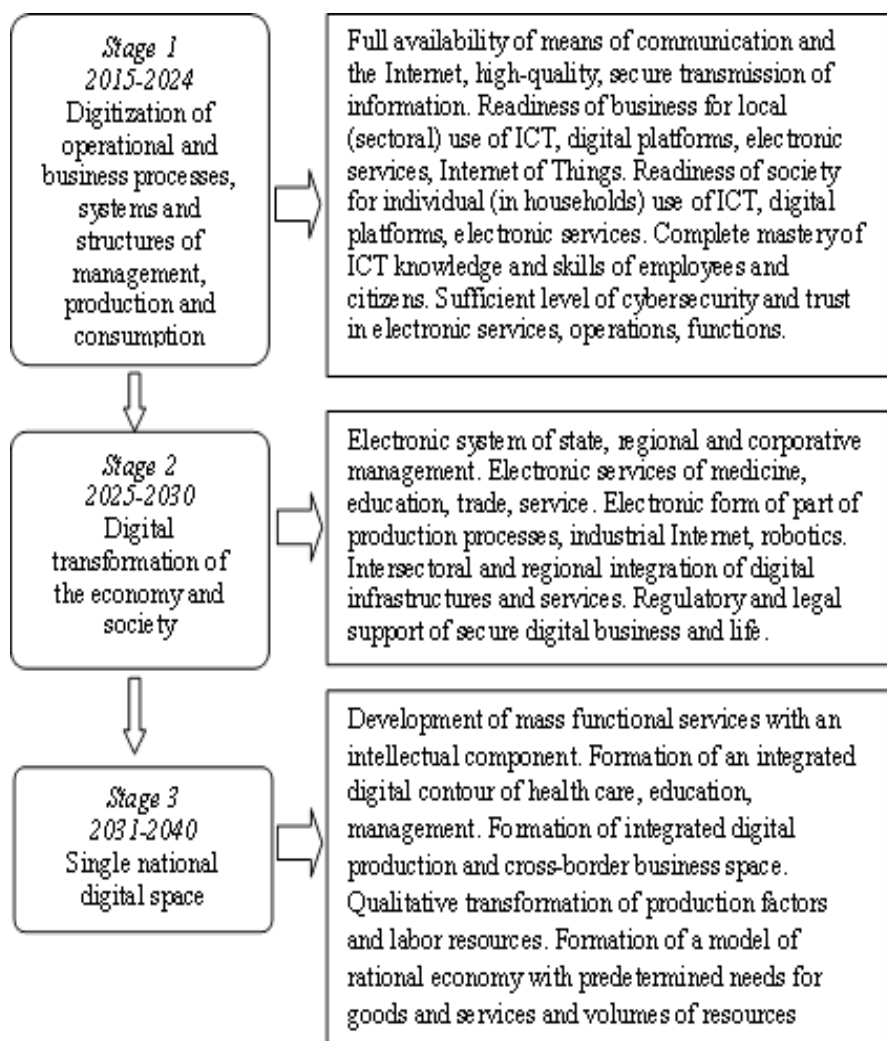 Stage 1
2015-2024
Digitization of
operational and
business processes,
systems and
structures of
management,
production and
consumption
Full availability of means of communication and
the Internet, high-quality, secure transmission of
information. Readiness of business for local
(sectoral) use of ICT, digital platforms, electronic
services, Internet of Things. Readiness of society
for individual (in households) use of ICT, digital
platforms, electronic services. Complete mastery of
ICT knowledge and skills of employees and
citizens. Sufficient level of cybersecurity and trust
in electronic services, operations, functions.
Stage 2
2025-2030
Digital
transformation of
the economy and
society
Electronic system of state, regional and corporative
management. Electronic services of medicine,
education, trade, service. Electronic form of part of
production processes, industrial Internet, robotics.
Intersectoral and regional integration of digital
infrastructures and services. Regulatory and legal
support of secure digital business and life.
Stage 3
2031-2040
Single national
digital space
Development of mass functional services with an
intellectual component. Formation of an integrated
digital contour of health care, education,
management. Formation of integrated digital
production and cross-border business space.
Qualitative transformation of production factors
and labor resources. Formation of a model of
rational economy with predetermined needs for
goods and services and volumes of resources